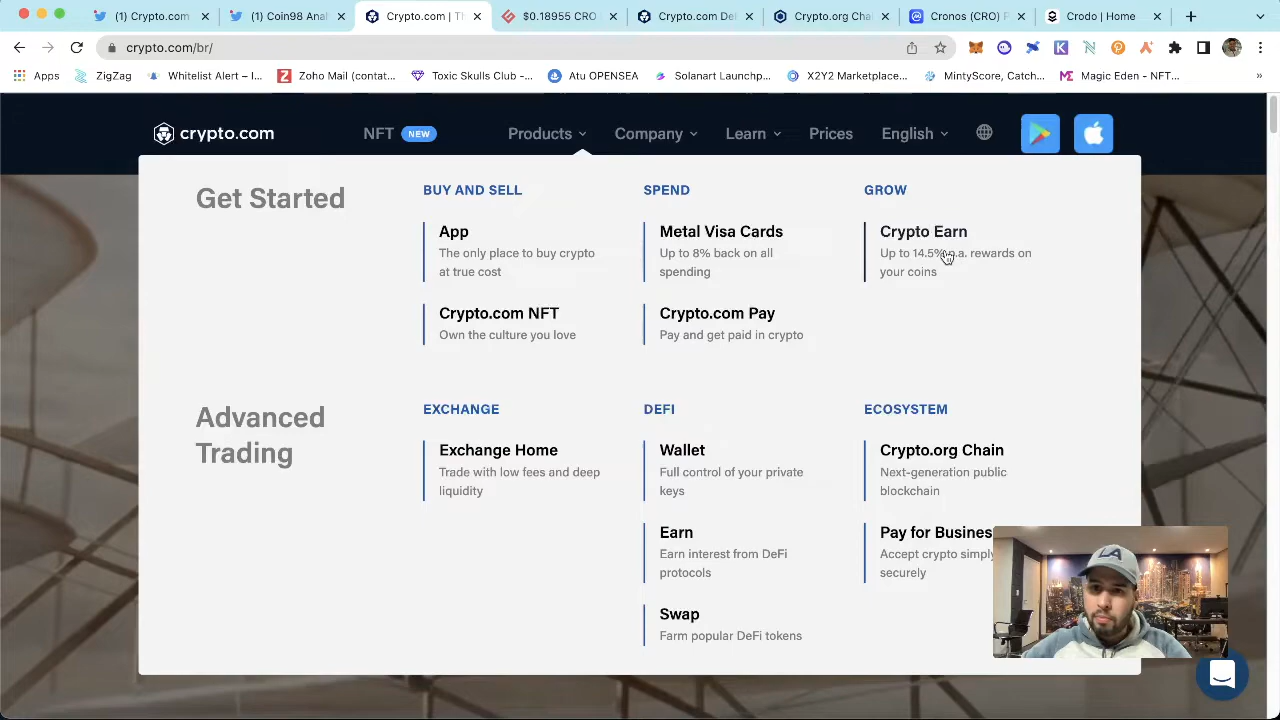 (1) Twitter
(1) Coin98 Anal
Crypto.com | Th
$0.18955 CRO
Crypto.com Def
Crypto.org Chai
Cronos (CRO) P
Crodo | Home
crypto.com/br/
Apps
ZigZag
Whitelist Alert – I...
Zoho Mail (contat...
Toxic Skulls Club -...
Atu OPENSEA
Solanart Launchp...
X2Y2 Marketplace...
MintyScore, Catch...
Magic Eden - NFT...
»
crypto.com
NFT NEW
Products
Company
Learn
Prices
English
Get Started
BUY AND SELL
App
The only place to buy crypto
at true cost
Crypto.com NFT
Own the culture you love
SPEND
Metal Visa Cards
Up to 8% back on all
spending
Crypto.com Pay
Pay and get paid in crypto
GROW
Crypto Earn
Up to 14.5% p.a. rewards on
your coins
Advanced
Trading
EXCHANGE
Exchange Home
Trade with low fees and deep
liquidity
DEFI
Wallet
Full control of your private
keys
Earn
Earn interest from DeFi
protocols
Swap
Farm popular DeFi tokens
ECOSYSTEM
Crypto.org Chain
Next-generation public
blockchain
Pay for Busines
Accept crypto simply
securely
LA